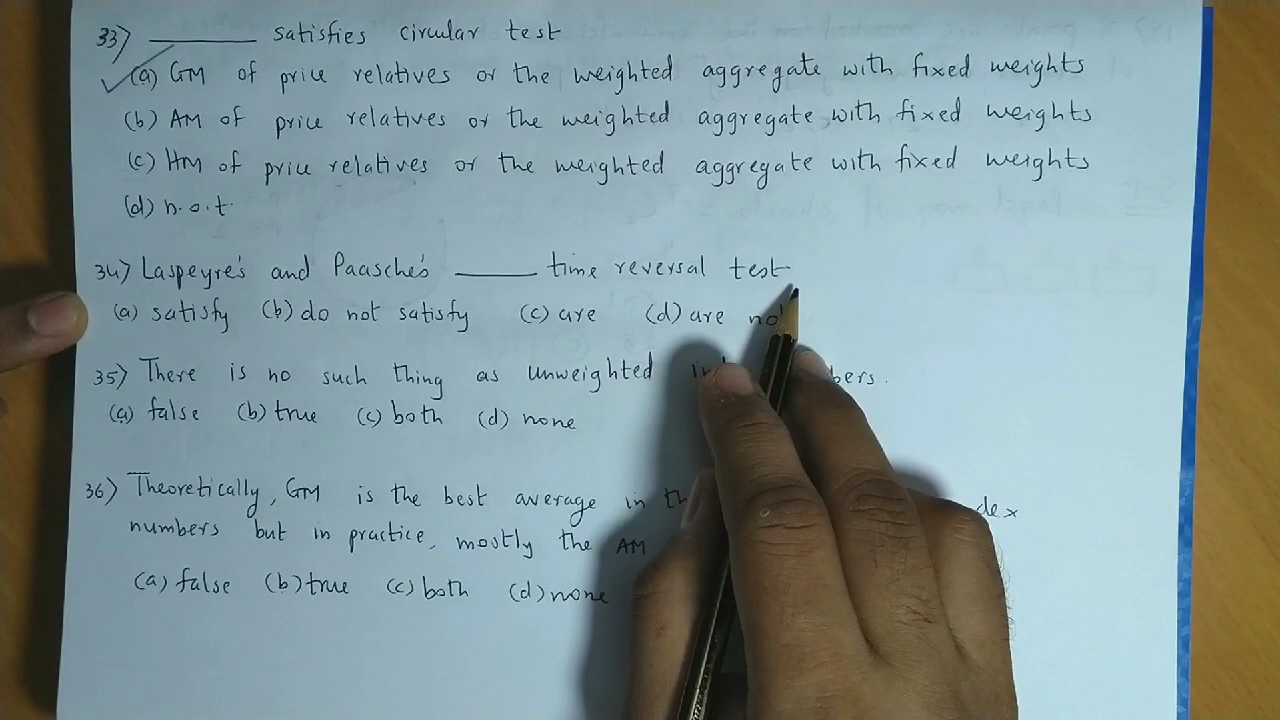 33) ______ satisfies circular test
(a) GM of price relatives or the weighted aggregate with fixed weights
(b) AM of price relatives or the weighted aggregate with fixed weights
(c) HM of price relatives or the weighted aggregate with fixed weights
(d) n.o.t.
34) Laspeyre's and Paasche's ______ time reversal test
(a) satisfy (b) do not satisfy (c) are (d) are
35) There is no such thing as unweighted
(a) false (b) true (c) both (d) none
36) Theoretically, GM is the best average in
numbers but in practice, mostly the AM
(a) false (b) true (c) both (d) none